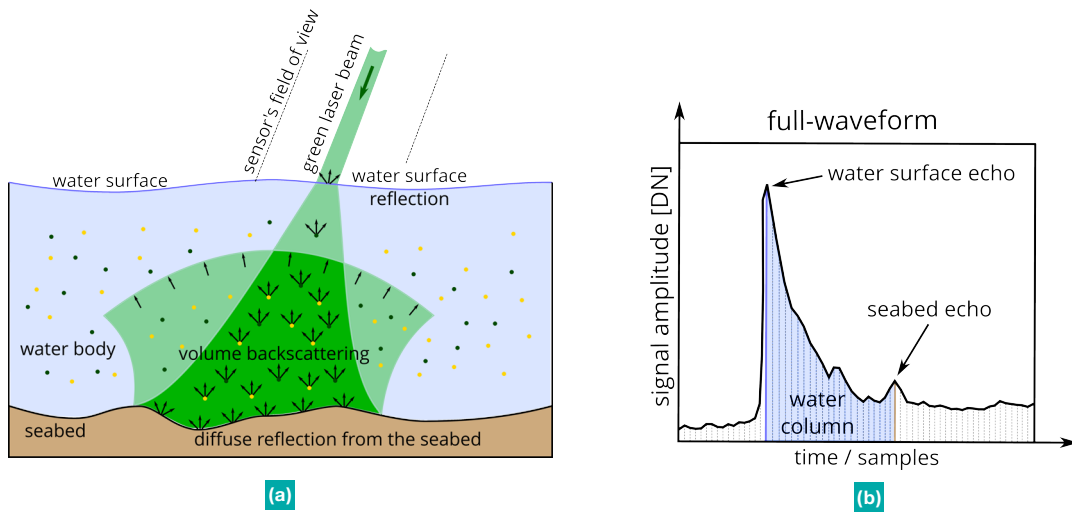 sensor's field of view
green laser beam
water surface
water surface
reflection
water body
volume backscattering
seabed
diffuse reflection from the seabed
(a)
full-waveform
water surface echo
signal amplitude [DN]
seabed echo
water
column
time / samples
(b)